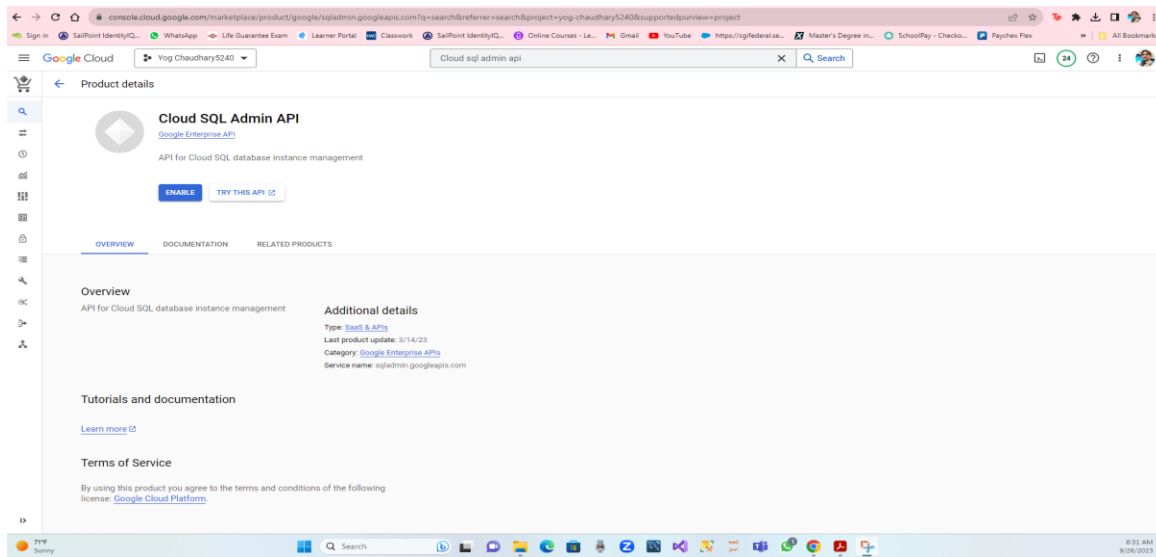 console.cloud.google.com/marketplace/product/google/sqladmin.googleapis.com?q=search&referrer=search&project=yog-chaudhary5240&supportedpurview=project
Sign in SailPoint IdentityIQ... WhatsApp Life Guarantee Exam Learner Portal Classwork SailPoint IdentityIQ... Online Courses - Le... Gmail YouTube https://cgifederal.se... Master's Degree in... SchoolPay - Checko... Paychex Flex » All Bookmarks
Google Cloud Yog Chaudhary5240 Cloud sql admin api X Search 24
Product details
Cloud SQL Admin API
Google Enterprise API
API for Cloud SQL database instance management
ENABLE TRY THIS API
OVERVIEW DOCUMENTATION RELATED PRODUCTS
Overview
API for Cloud SQL database instance management
Additional details
Type: SaaS & APIs
Last product update: 3/14/23
Category: Google Enterprise APIs
Service name: sqladmin.googleapis.com
Tutorials and documentation
Learn more
Terms of Service
By using this product you agree to the terms and conditions of the following
license: Google Cloud Platform.
71°F
Sunny
Search
8:31 AM
9/26/2023